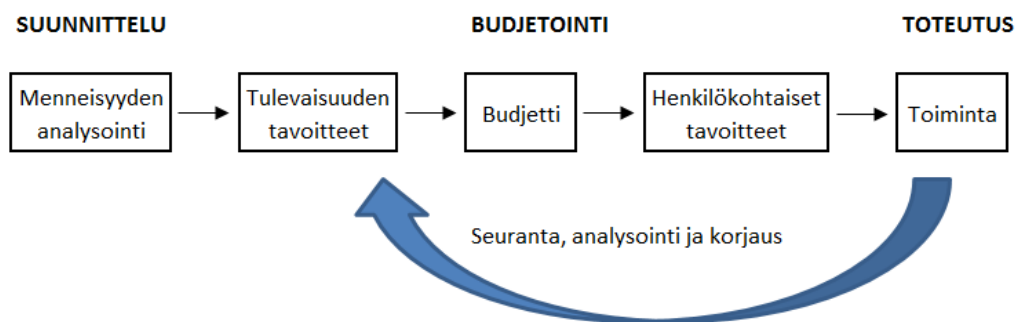 SUUNNITTELU
BUDJETOINTI
TOTEUTUS
Menneisyyden
analysointi
Tulevaisuuden
tavoitteet
Budjetti
Henkilökohtaiset
tavoitteet
Toiminta
Seuranta, analysointi ja korjaus